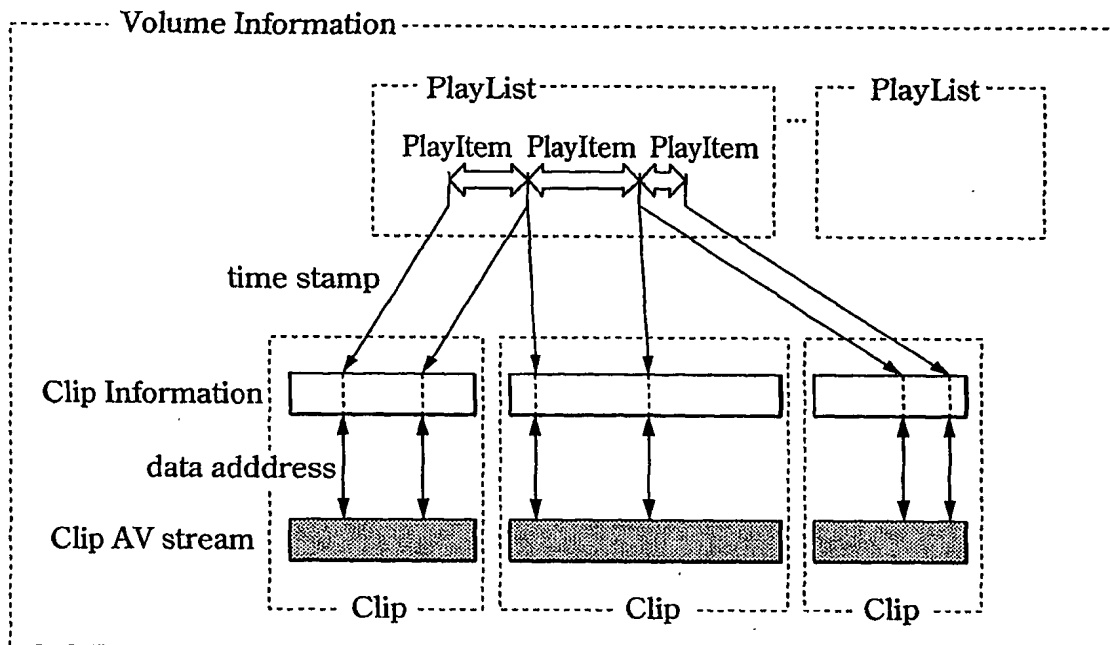 Volume Information
PlayList
PlayList
...
PlayItem PlayItem PlayItem
time stamp
Clip Information
data adddress
Clip AV stream
Clip
Clip
Clip